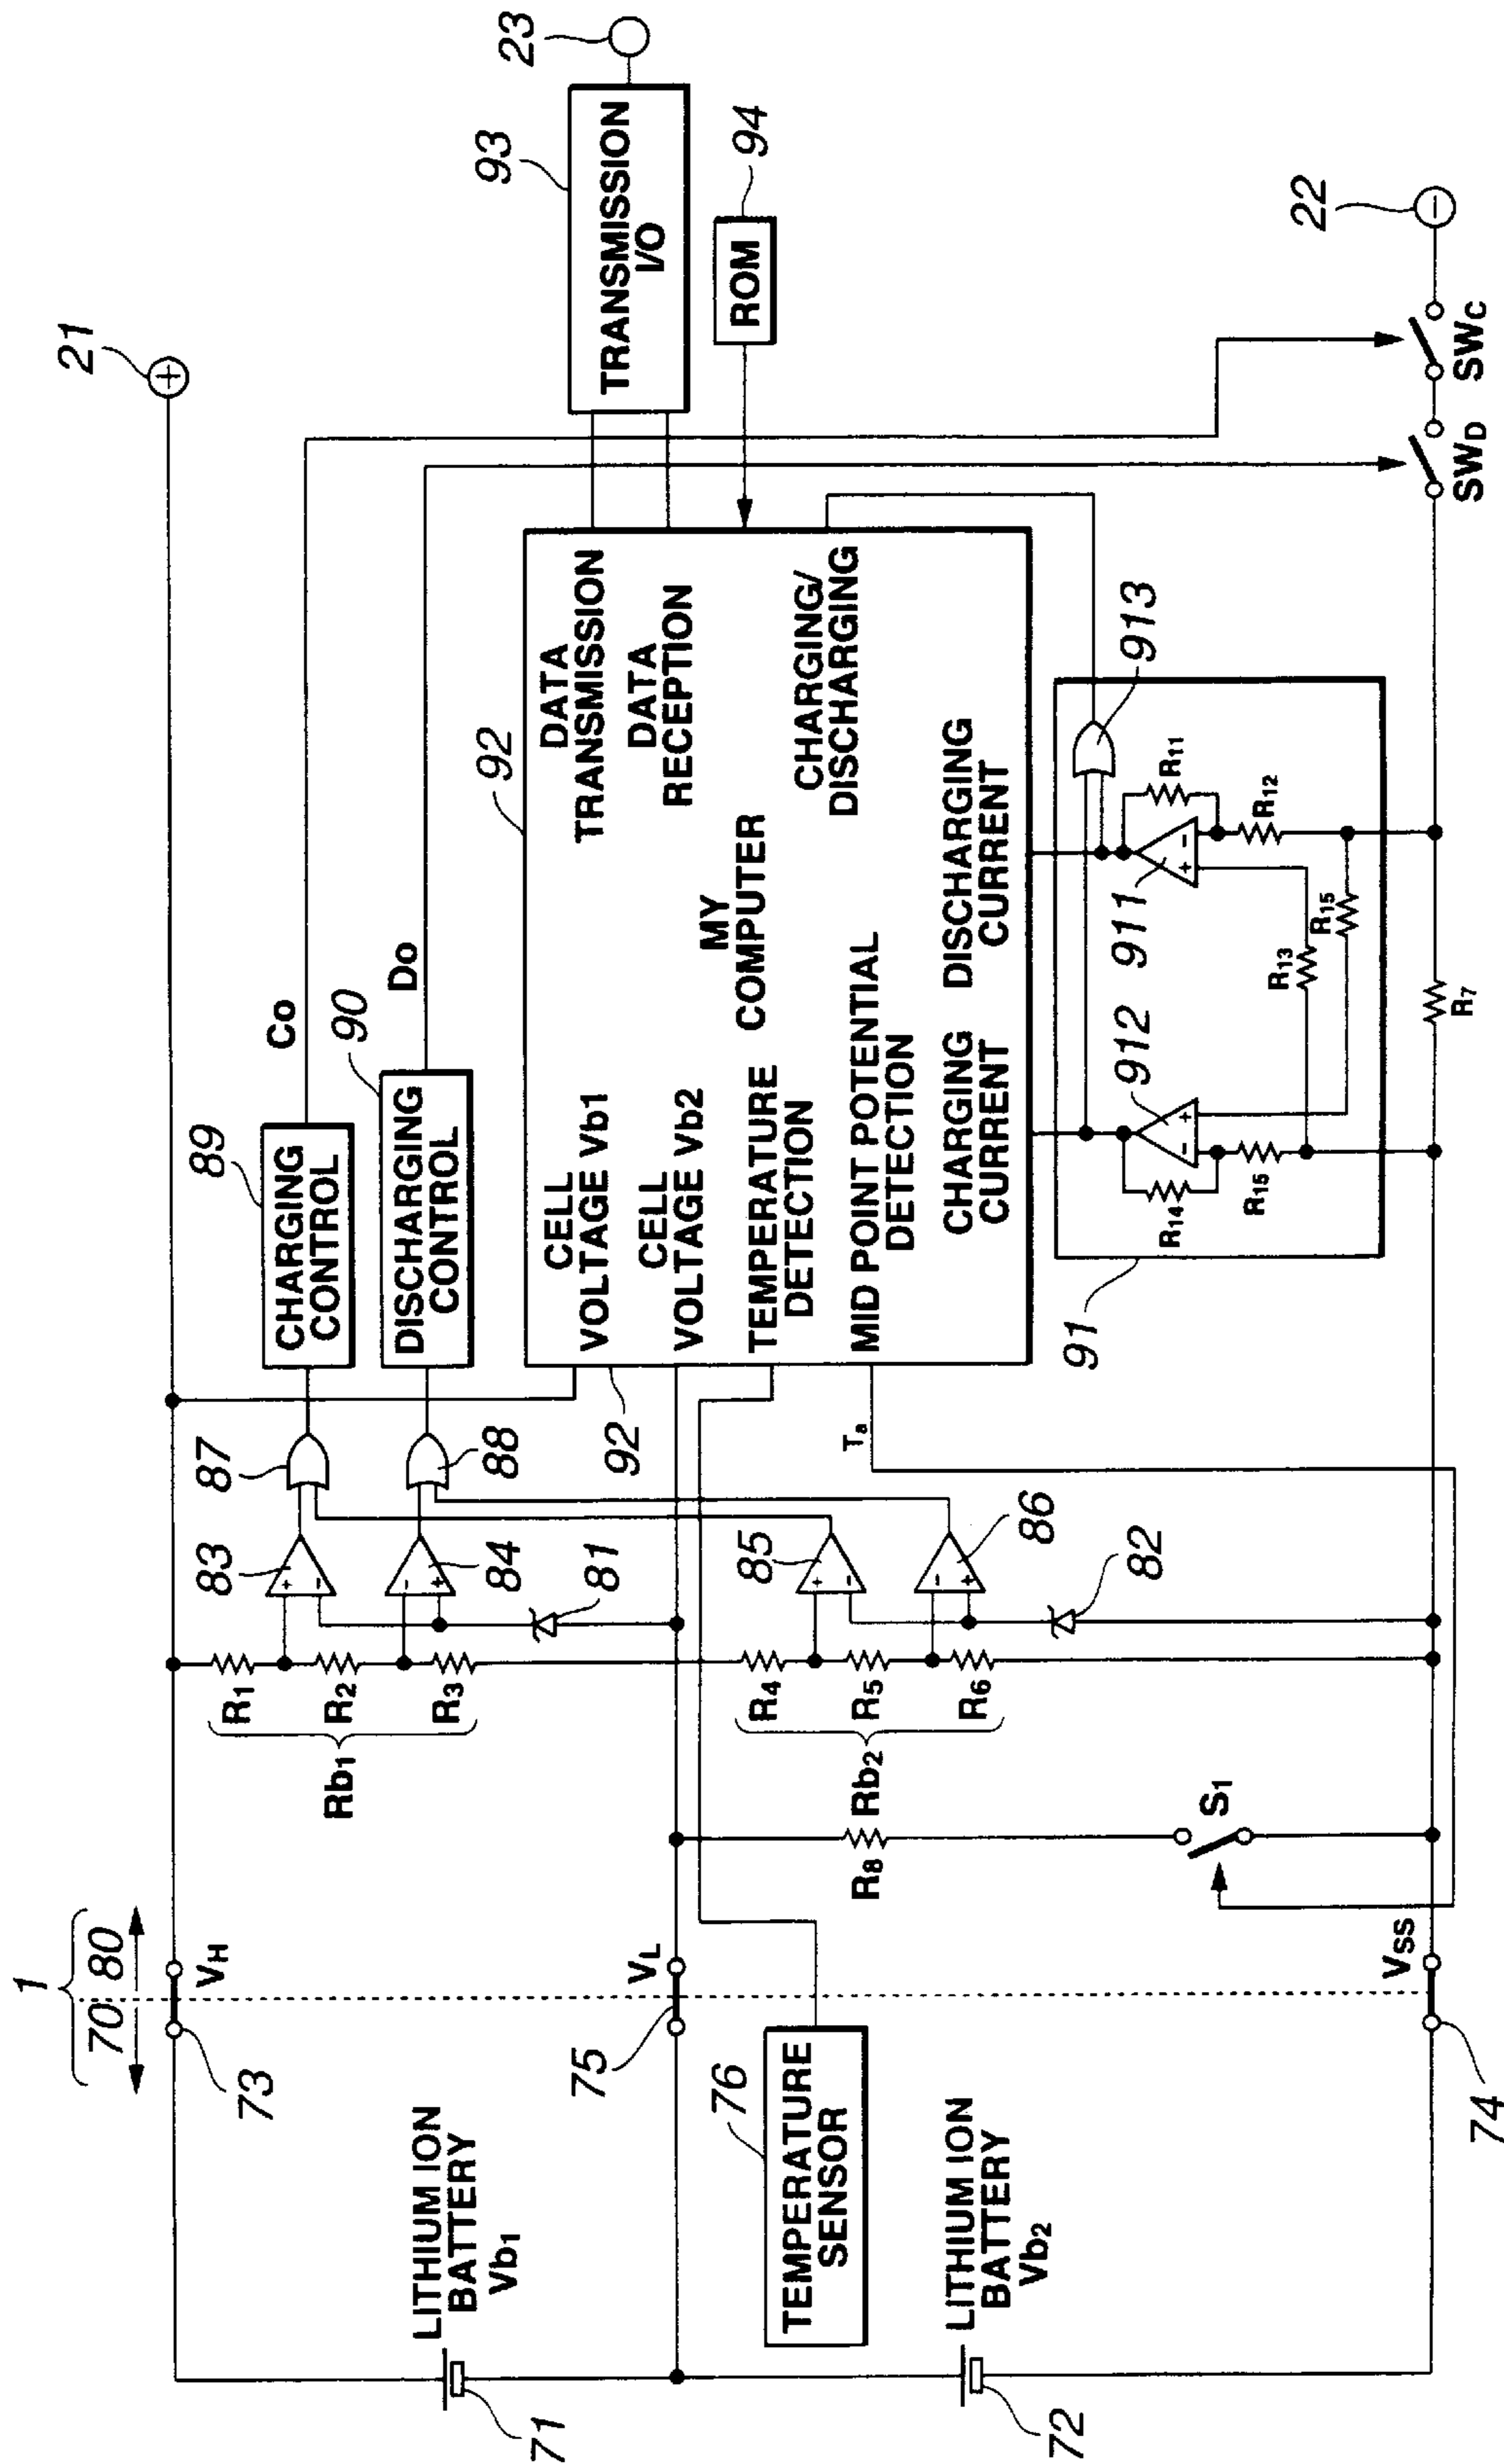 1
70 80
73
VH
75
VL
74
VSS
71
LITHIUM ION
BATTERY
Vb1
72
LITHIUM ION
BATTERY
Vb2
76
TEMPERATURE
SENSOR
R8
S1
Rb1
R1
R2
R3
Rb2
R4
R5
R6
83
84
81
85
86
82
87
88
89
CHARGING
CONTROL
Co
90
DISCHARGING
CONTROL
Do
21
92
92
CELL
VOLTAGE Vb1
CELL
VOLTAGE Vb2
TEMPERATURE
DETECTION
MID POINT POTENTIAL
DETECTION
CHARGING
CURRENT
DISCHARGING
CURRENT
MY
COMPUTER
DATA
TRANSMISSION
DATA
RECEPTION
CHARGING/
DISCHARGING
Ta
93
TRANSMISSION
I/O
23
94
ROM
91
912
911
913
R14
R15
R13
R15
R12
R11
R7
SWD
SWC
22